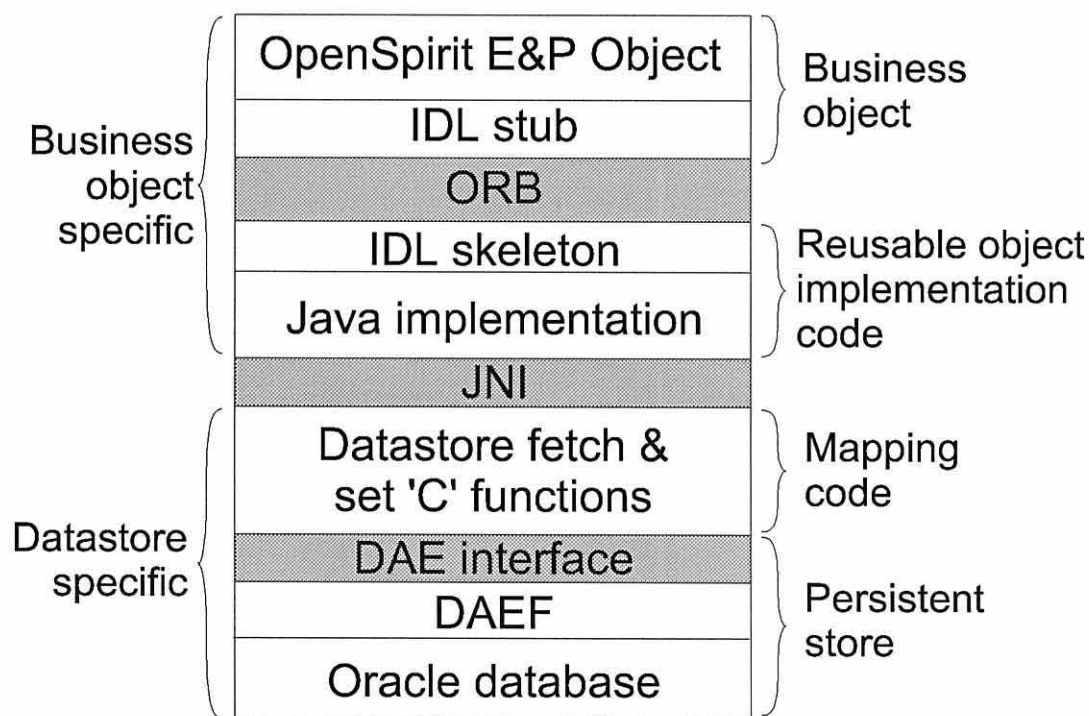 OpenSpirit E&P Object
IDL stub
ORB
IDL skeleton
Java implementation
JNI
Datastore fetch &
set 'C' functions
DAE interface
DAEF
Oracle database
Business
object
specific
Datastore
specific
Business
object
Reusable object
implementation
code
Mapping
code
Persistent
store